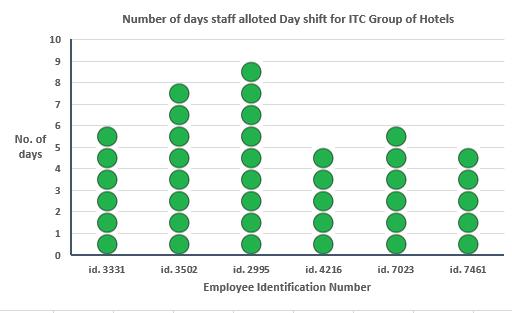 Number of days staff alloted Day shift for ITC Group of Hotels
10
9
8
7
6
5
4
3
2
1
0
No. of
days
id. 3331 id. 3502 id. 2995 id. 4216 id. 7023 id. 7461
Employee Identification Number